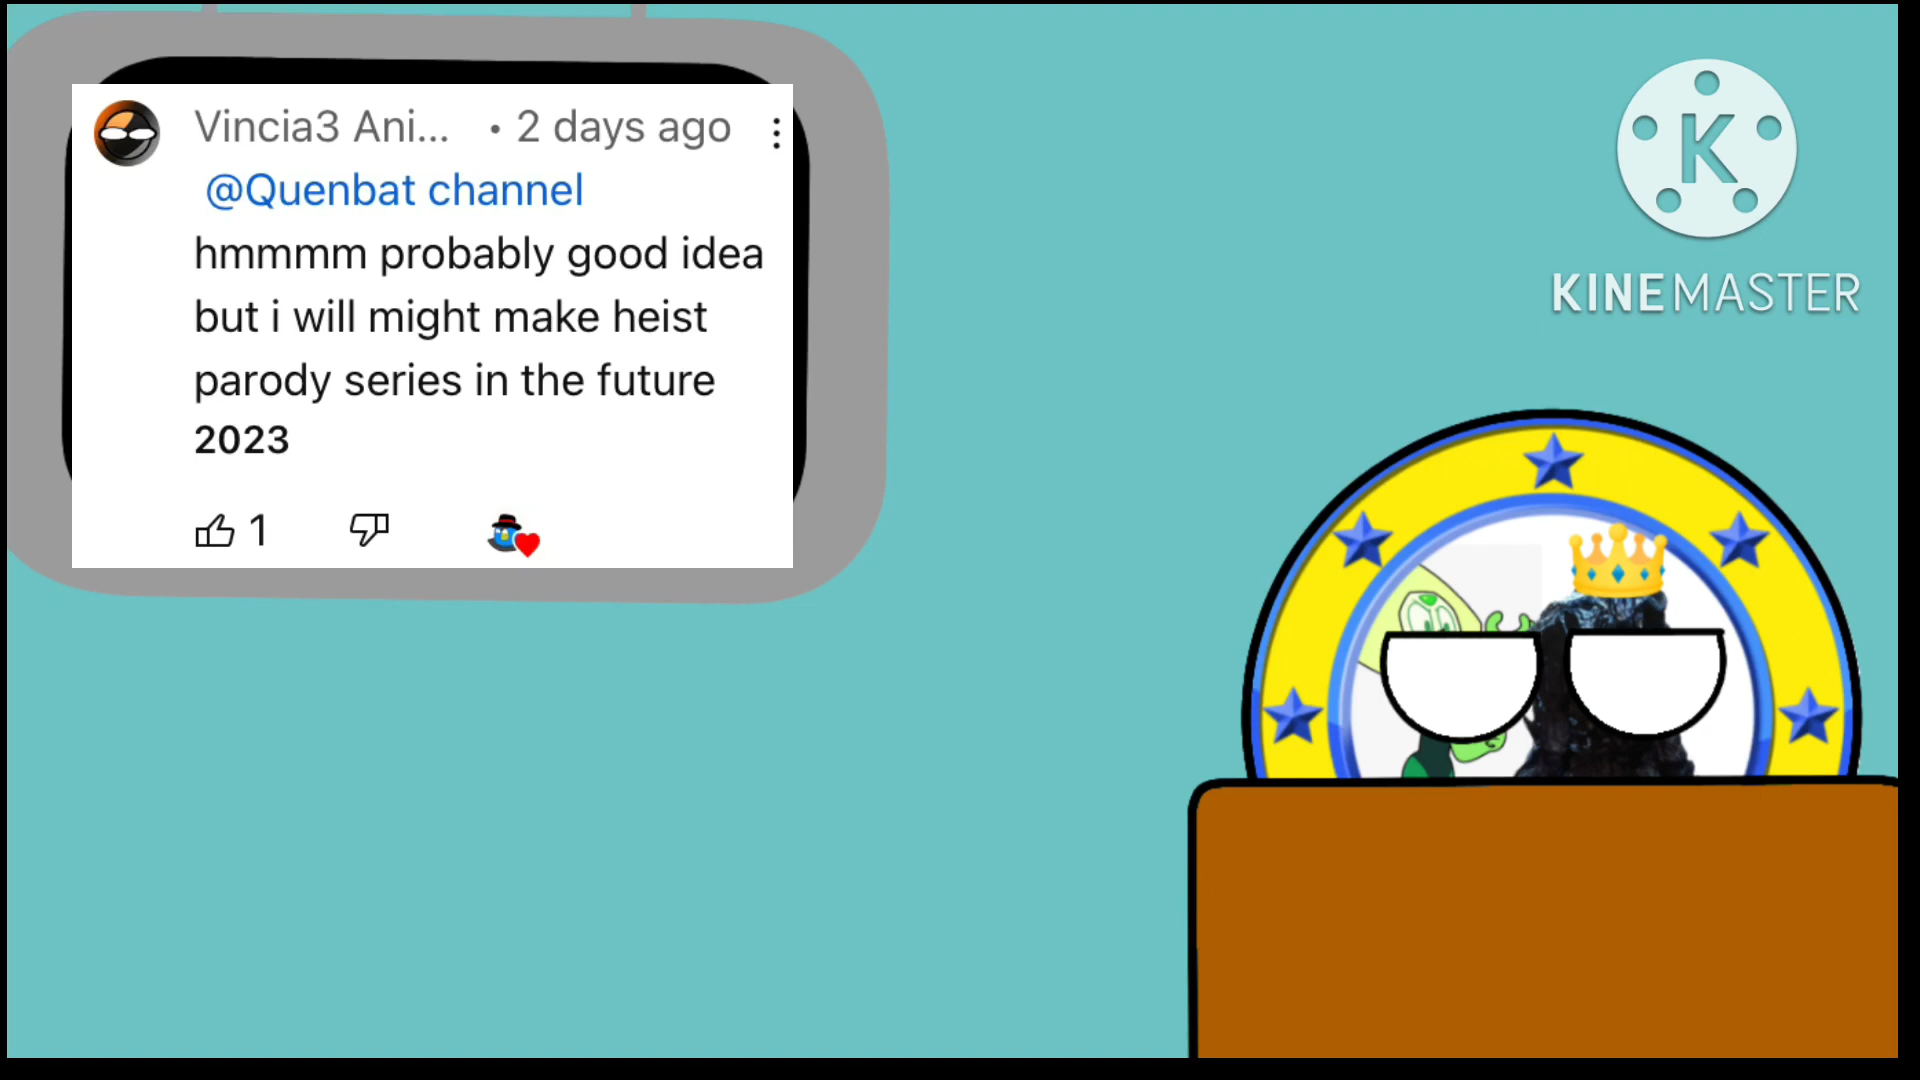 Vincia3 Ani... • 2 days ago
@Quenbat channel
hmmmm probably good idea
but i will might make heist
parody series in the future
2023
1
K
KINEMASTER